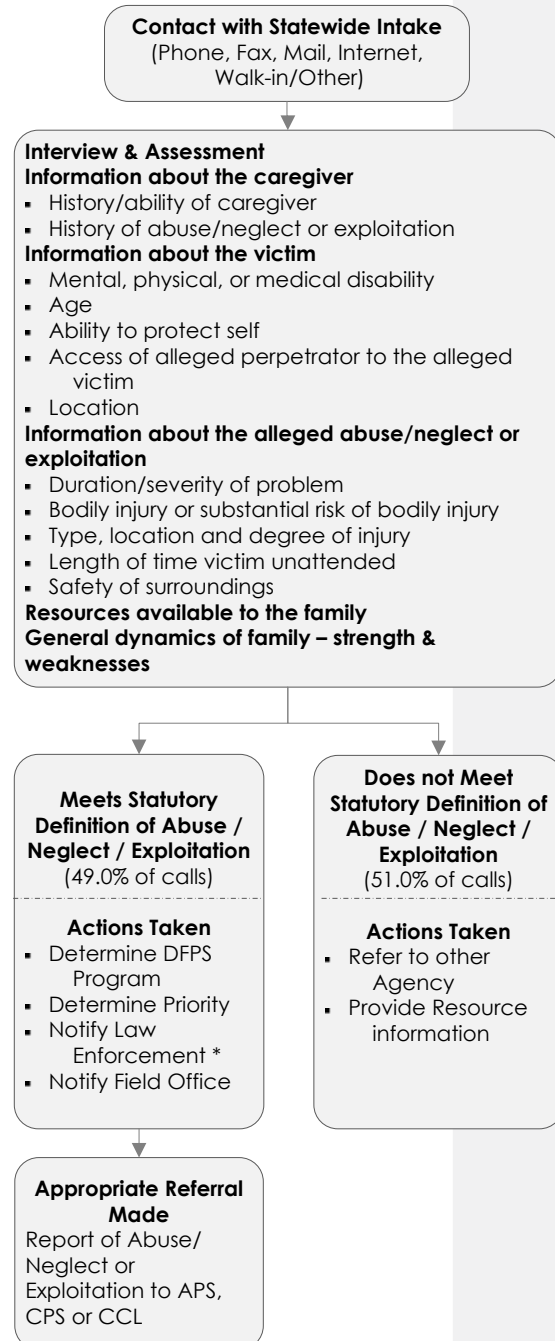 Contact with Statewide Intake
(Phone, Fax, Mail, Internet,
Walk-in/Other)
Interview & Assessment
Information about the caregiver
▪ History/ability of caregiver
▪ History of abuse/neglect or exploitation
Information about the victim
▪ Mental, physical, or medical disability
▪ Age
▪ Ability to protect self
▪ Access of alleged perpetrator to the alleged
victim
▪ Location
Information about the alleged abuse/neglect or
exploitation
▪ Duration/severity of problem
▪ Bodily injury or substantial risk of bodily injury
▪ Type, location and degree of injury
▪ Length of time victim unattended
▪ Safety of surroundings
Resources available to the family
General dynamics of family – strength &
weaknesses
Meets Statutory
Definition of Abuse /
Neglect / Exploitation
(49.0% of calls)
Actions Taken
▪ Determine DFPS
Program
▪ Determine Priority
▪ Notify Law
Enforcement *
▪ Notify Field Office
Does not Meet
Statutory Definition of
Abuse / Neglect /
Exploitation
(51.0% of calls)
Actions Taken
▪ Refer to other
Agency
▪ Provide Resource
information
Appropriate Referral
Made
Report of Abuse/
Neglect or
Exploitation to APS,
CPS or CCL